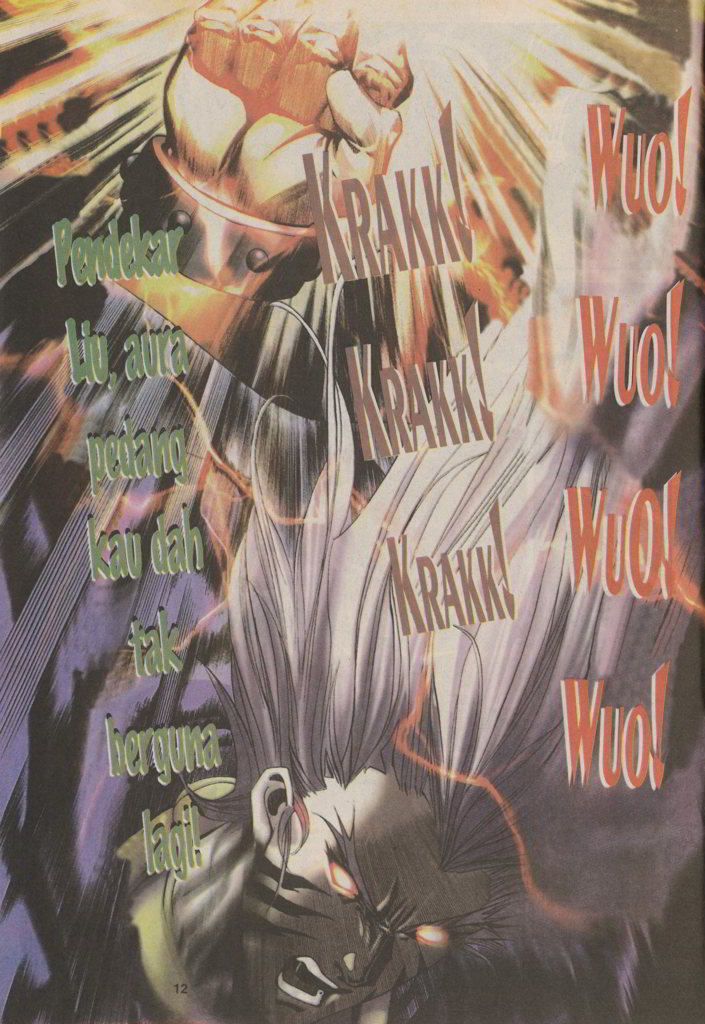 Pendekar
Liu, aura
pedang
kau dah
tak
berguna
lagi!
KRAKK!
KRAKK!
KRAKK!
WUO!
WUO!
WUO!
WUO!
12